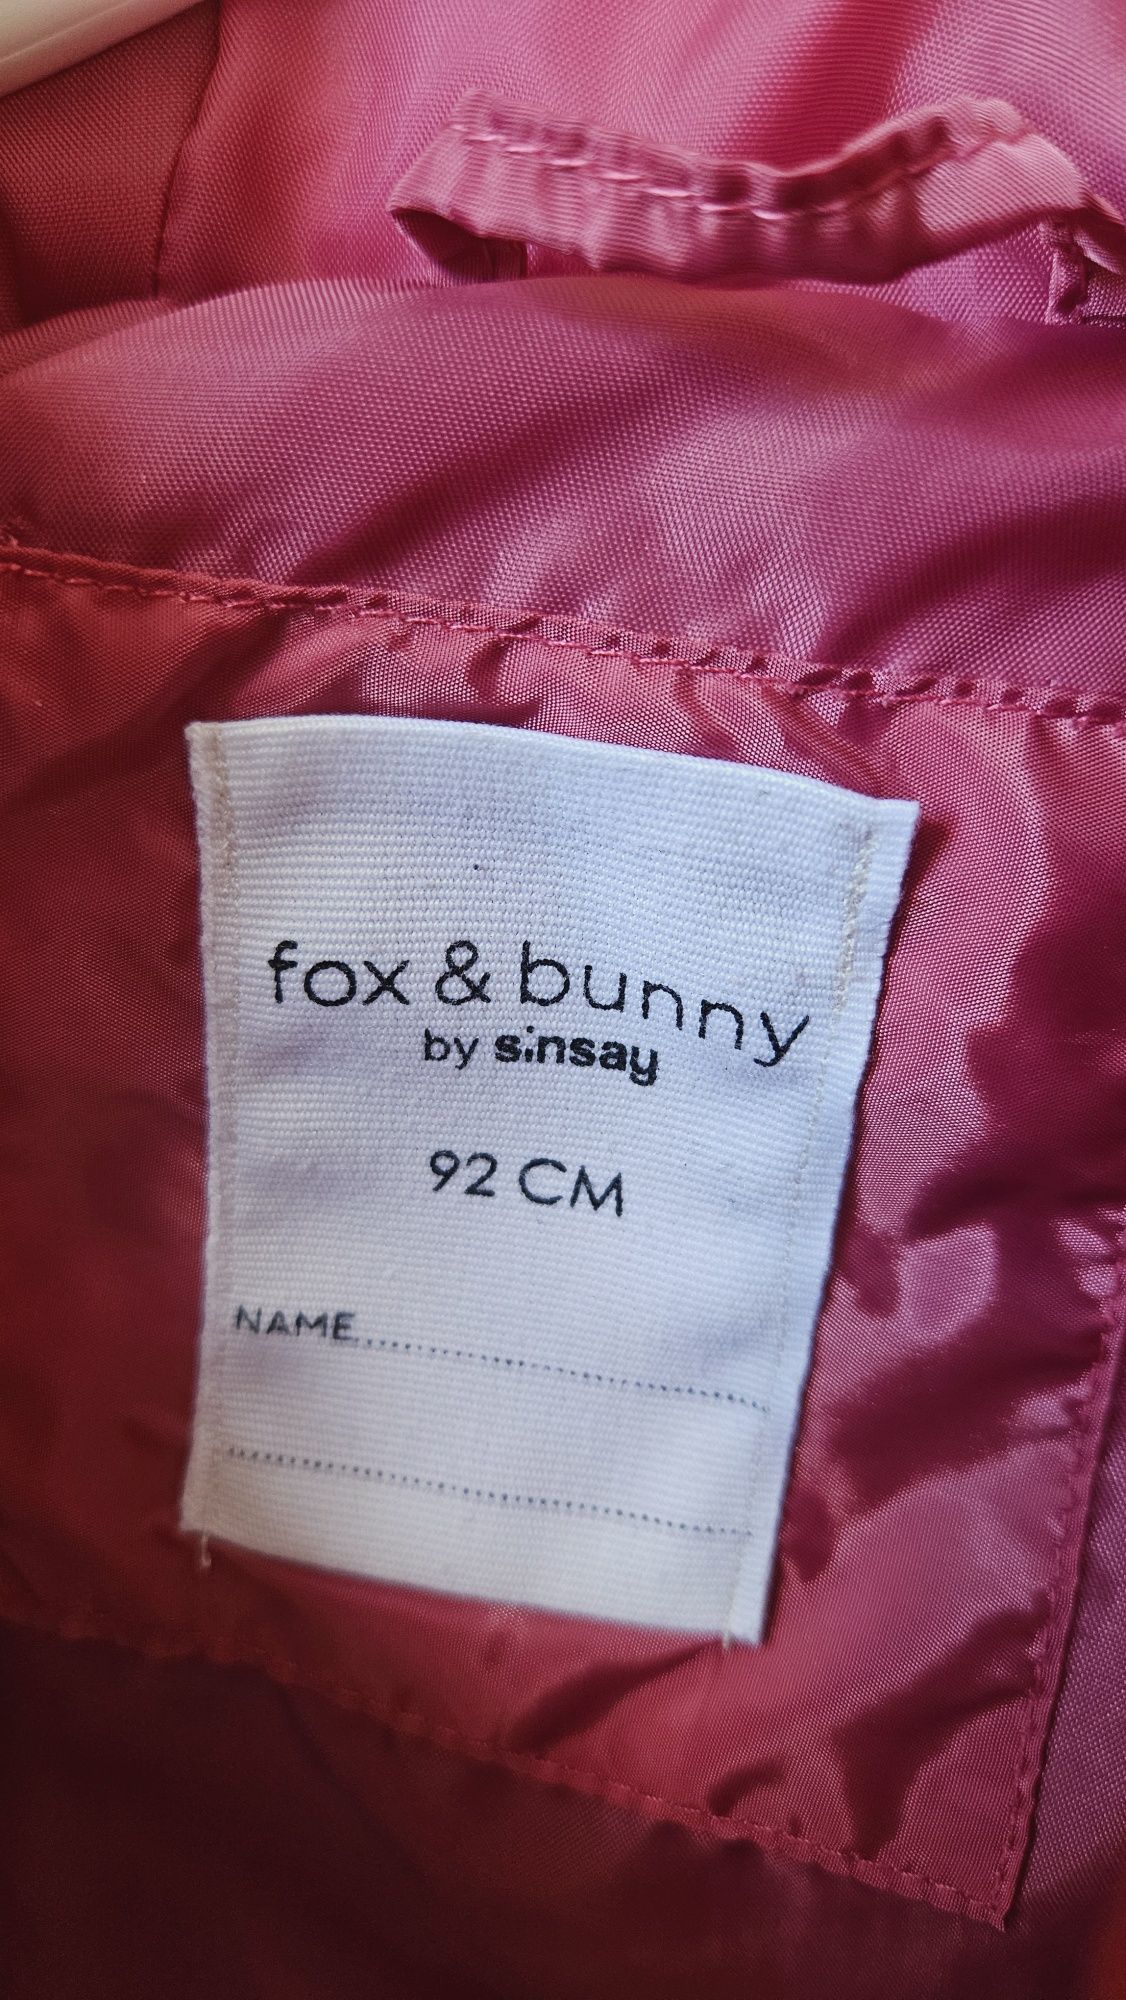 fox & bunny
by sinsay
92 CM
NAME